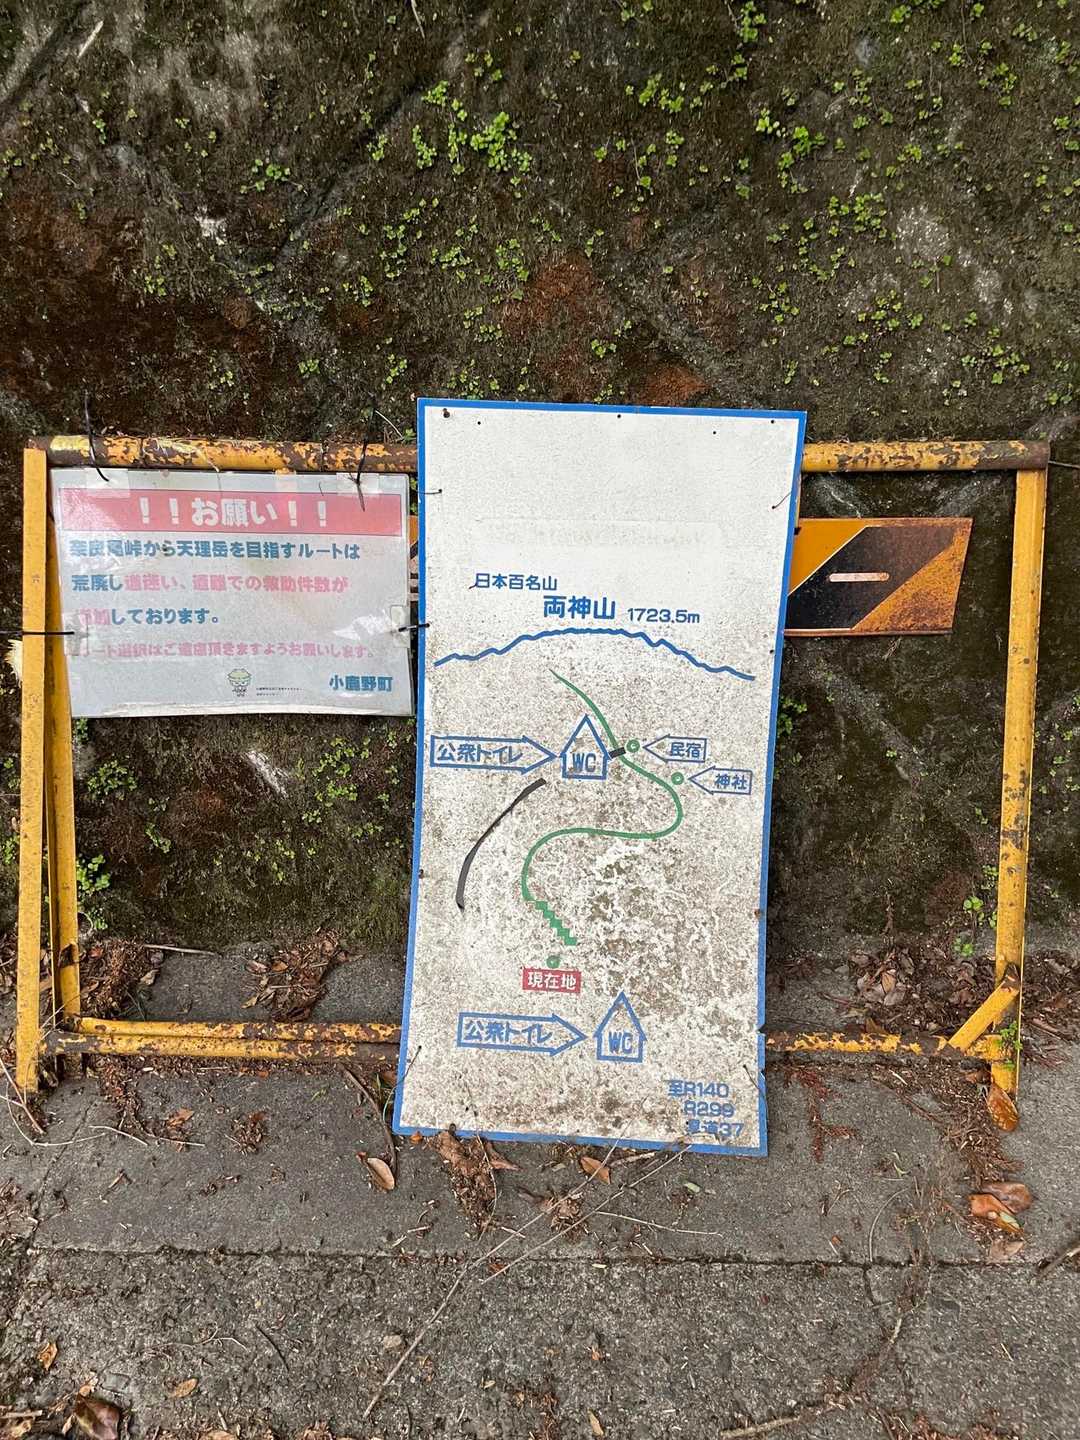 ！！お願い！！
奈良尾峠から天理岳を目指すルートは
荒廃し道迷い、遭難での救助件数が
増加しております。
ルート選択はご遠慮頂きますようお願いします。
小鹿野町
日本百名山
両神山 1723.5m
公衆トイレ WC 民宿
神社
現在地
公衆トイレ WC
至R140
R299
県道37